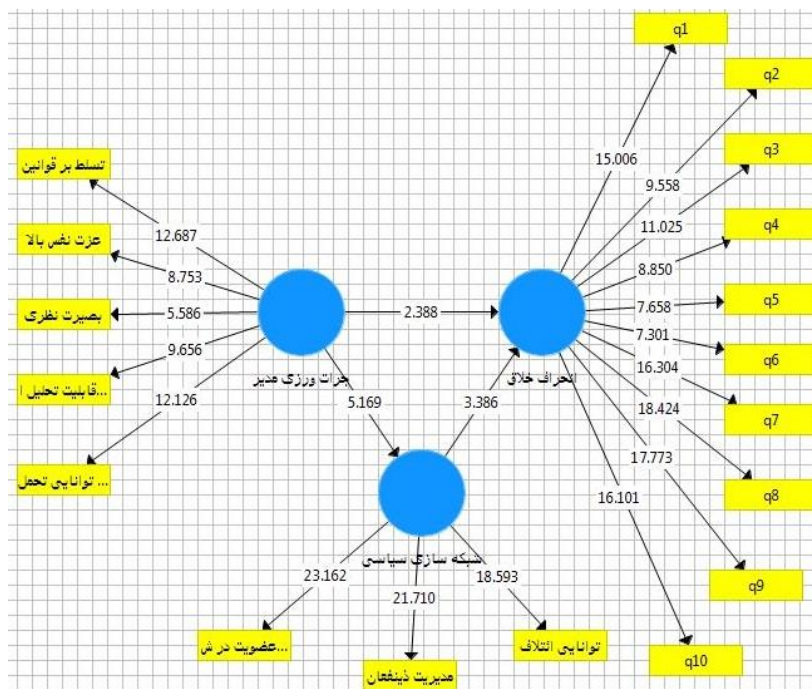 q1
q2
q3
q4
q5
q6
q7
q8
q9
q10
15.006
9.558
11.025
8.850
7.658
7.301
16.304
18.424
17.773
16.101
تسلط بر قوانین
عزت نفس بالا
بصیرت نظری
قابلیت تحلیل ا...
توانایی تحمل ...
12.687
8.753
5.586
9.656
12.126
جرات ورزی مدیر
2.388
انحراف خلاق
5.169
3.386
شبکه سازی سیاسی
23.162
21.710
18.593
عضویت در ش...
مدیریت ذینفعان
توانایی ائتلاف